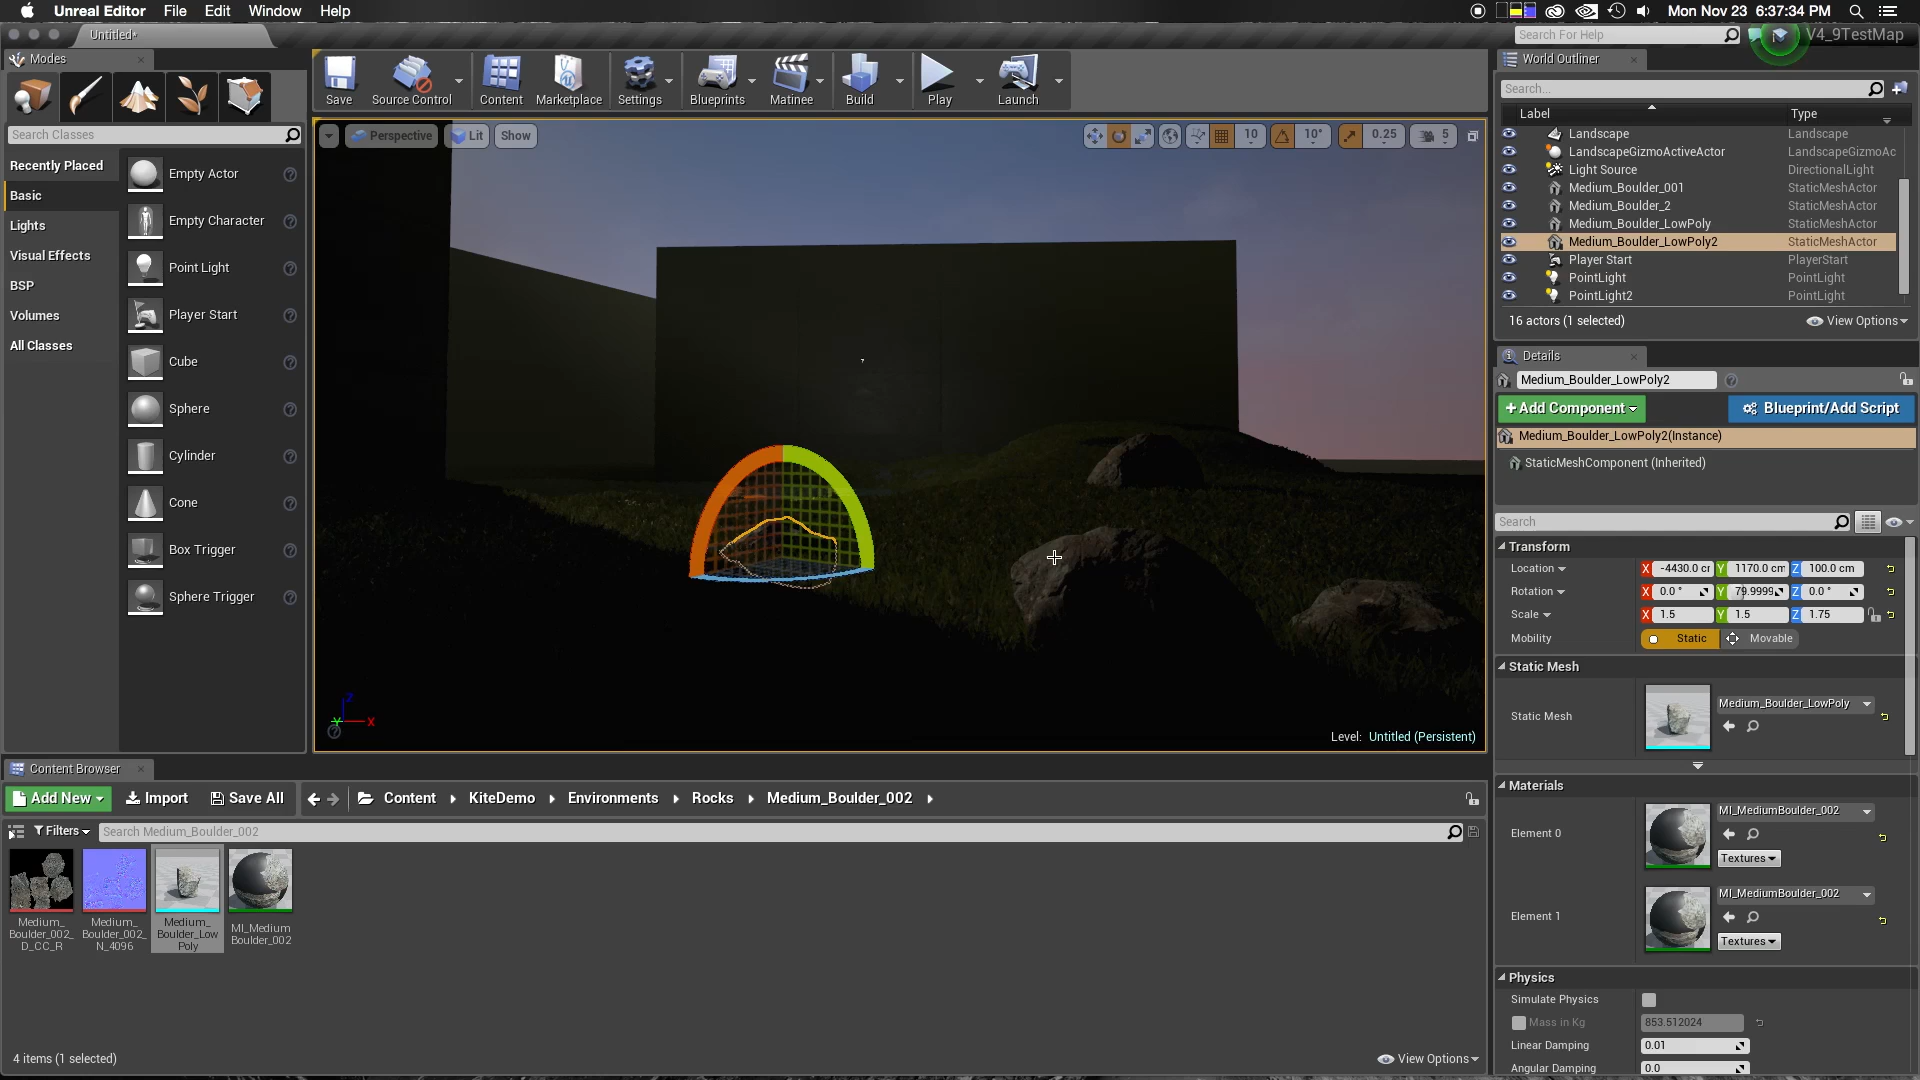 Unreal Editor File Edit Window Help
Mon Nov 23 6:37:34 PM
Untitled*
Search For Help
V4_9TestMap
Modes
Save
Source Control
Content
Marketplace
Settings
Blueprints
Matinee
Build
Play
Launch
Search Classes
Recently Placed
Basic
Lights
Visual Effects
BSP
Volumes
All Classes
Empty Actor
Empty Character
Point Light
Player Start
Cube
Sphere
Cylinder
Cone
Box Trigger
Sphere Trigger
Perspective
Lit
Show
10
10°
0.25
5
X
Y
Z
Level: Untitled (Persistent)
World Outliner
Search...
Label Type
Landscape Landscape
LandscapeGizmoActiveActor LandscapeGizmoAc
Light Source DirectionalLight
Medium_Boulder_001 StaticMeshActor
Medium_Boulder_2 StaticMeshActor
Medium_Boulder_LowPoly StaticMeshActor
Medium_Boulder_LowPoly2 StaticMeshActor
Player Start PlayerStart
PointLight PointLight
PointLight2 PointLight
16 actors (1 selected)
View Options
Details
Medium_Boulder_LowPoly2
+Add Component
Blueprint/Add Script
Medium_Boulder_LowPoly2(Instance)
StaticMeshComponent (Inherited)
Search
Transform
Location X -4430.0 cm Y 1170.0 cm Z 100.0 cm
Rotation X 0.0 ° Y 79.9999 Z 0.0 °
Scale X 1.5 Y 1.5 Z 1.75
Mobility Static Movable
Static Mesh
Static Mesh
Medium_Boulder_LowPoly
Materials
Element 0
MI_MediumBoulder_002
Textures
Element 1
MI_MediumBoulder_002
Textures
Physics
Simulate Physics
Mass in Kg 853.512024
Linear Damping 0.01
Angular Damping 0.0
Content Browser
Add New
Import
Save All
Content
KiteDemo
Environments
Rocks
Medium_Boulder_002
Filters
Search Medium_Boulder_002
Medium_
Boulder_002_
D_CC_R
Medium_
Boulder_002_
N_4096
Medium_
Boulder_Low
Poly
MI_Medium
Boulder_002
4 items (1 selected)
View Options